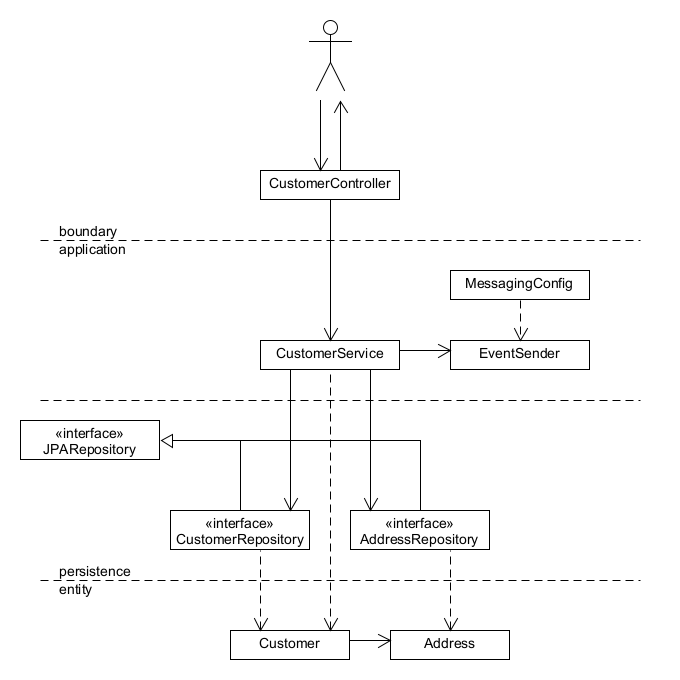 CustomerController
boundary
application
MessagingConfig
CustomerService
EventSender
«interface»
JPARepository
«interface»
CustomerRepository
«interface»
AddressRepository
persistence
entity
Customer
Address